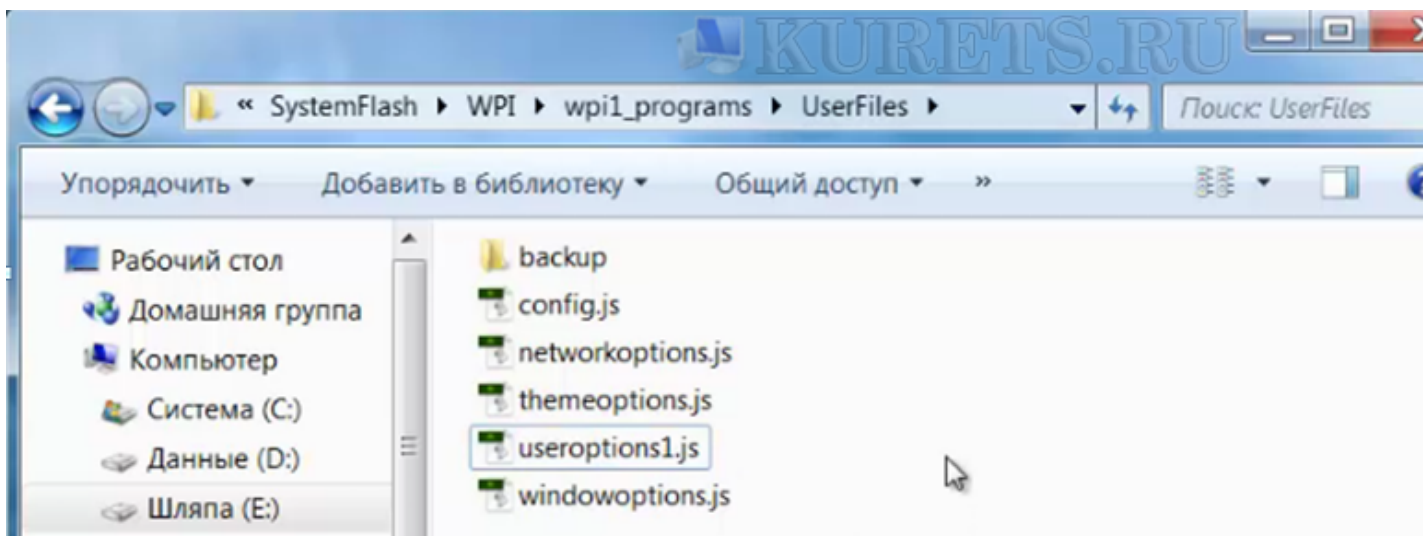 KURETS.RU
« SystemFlash WPI wpi1_programs UserFiles
Поиск: UserFiles
Упорядочить Добавить в библиотеку Общий доступ »
Рабочий стол
Домашняя группа
Компьютер
Система (C:)
Данные (D:)
Шляпа (E:)
backup
config.js
networkoptions.js
themeoptions.js
useroptions1.js
windowoptions.js